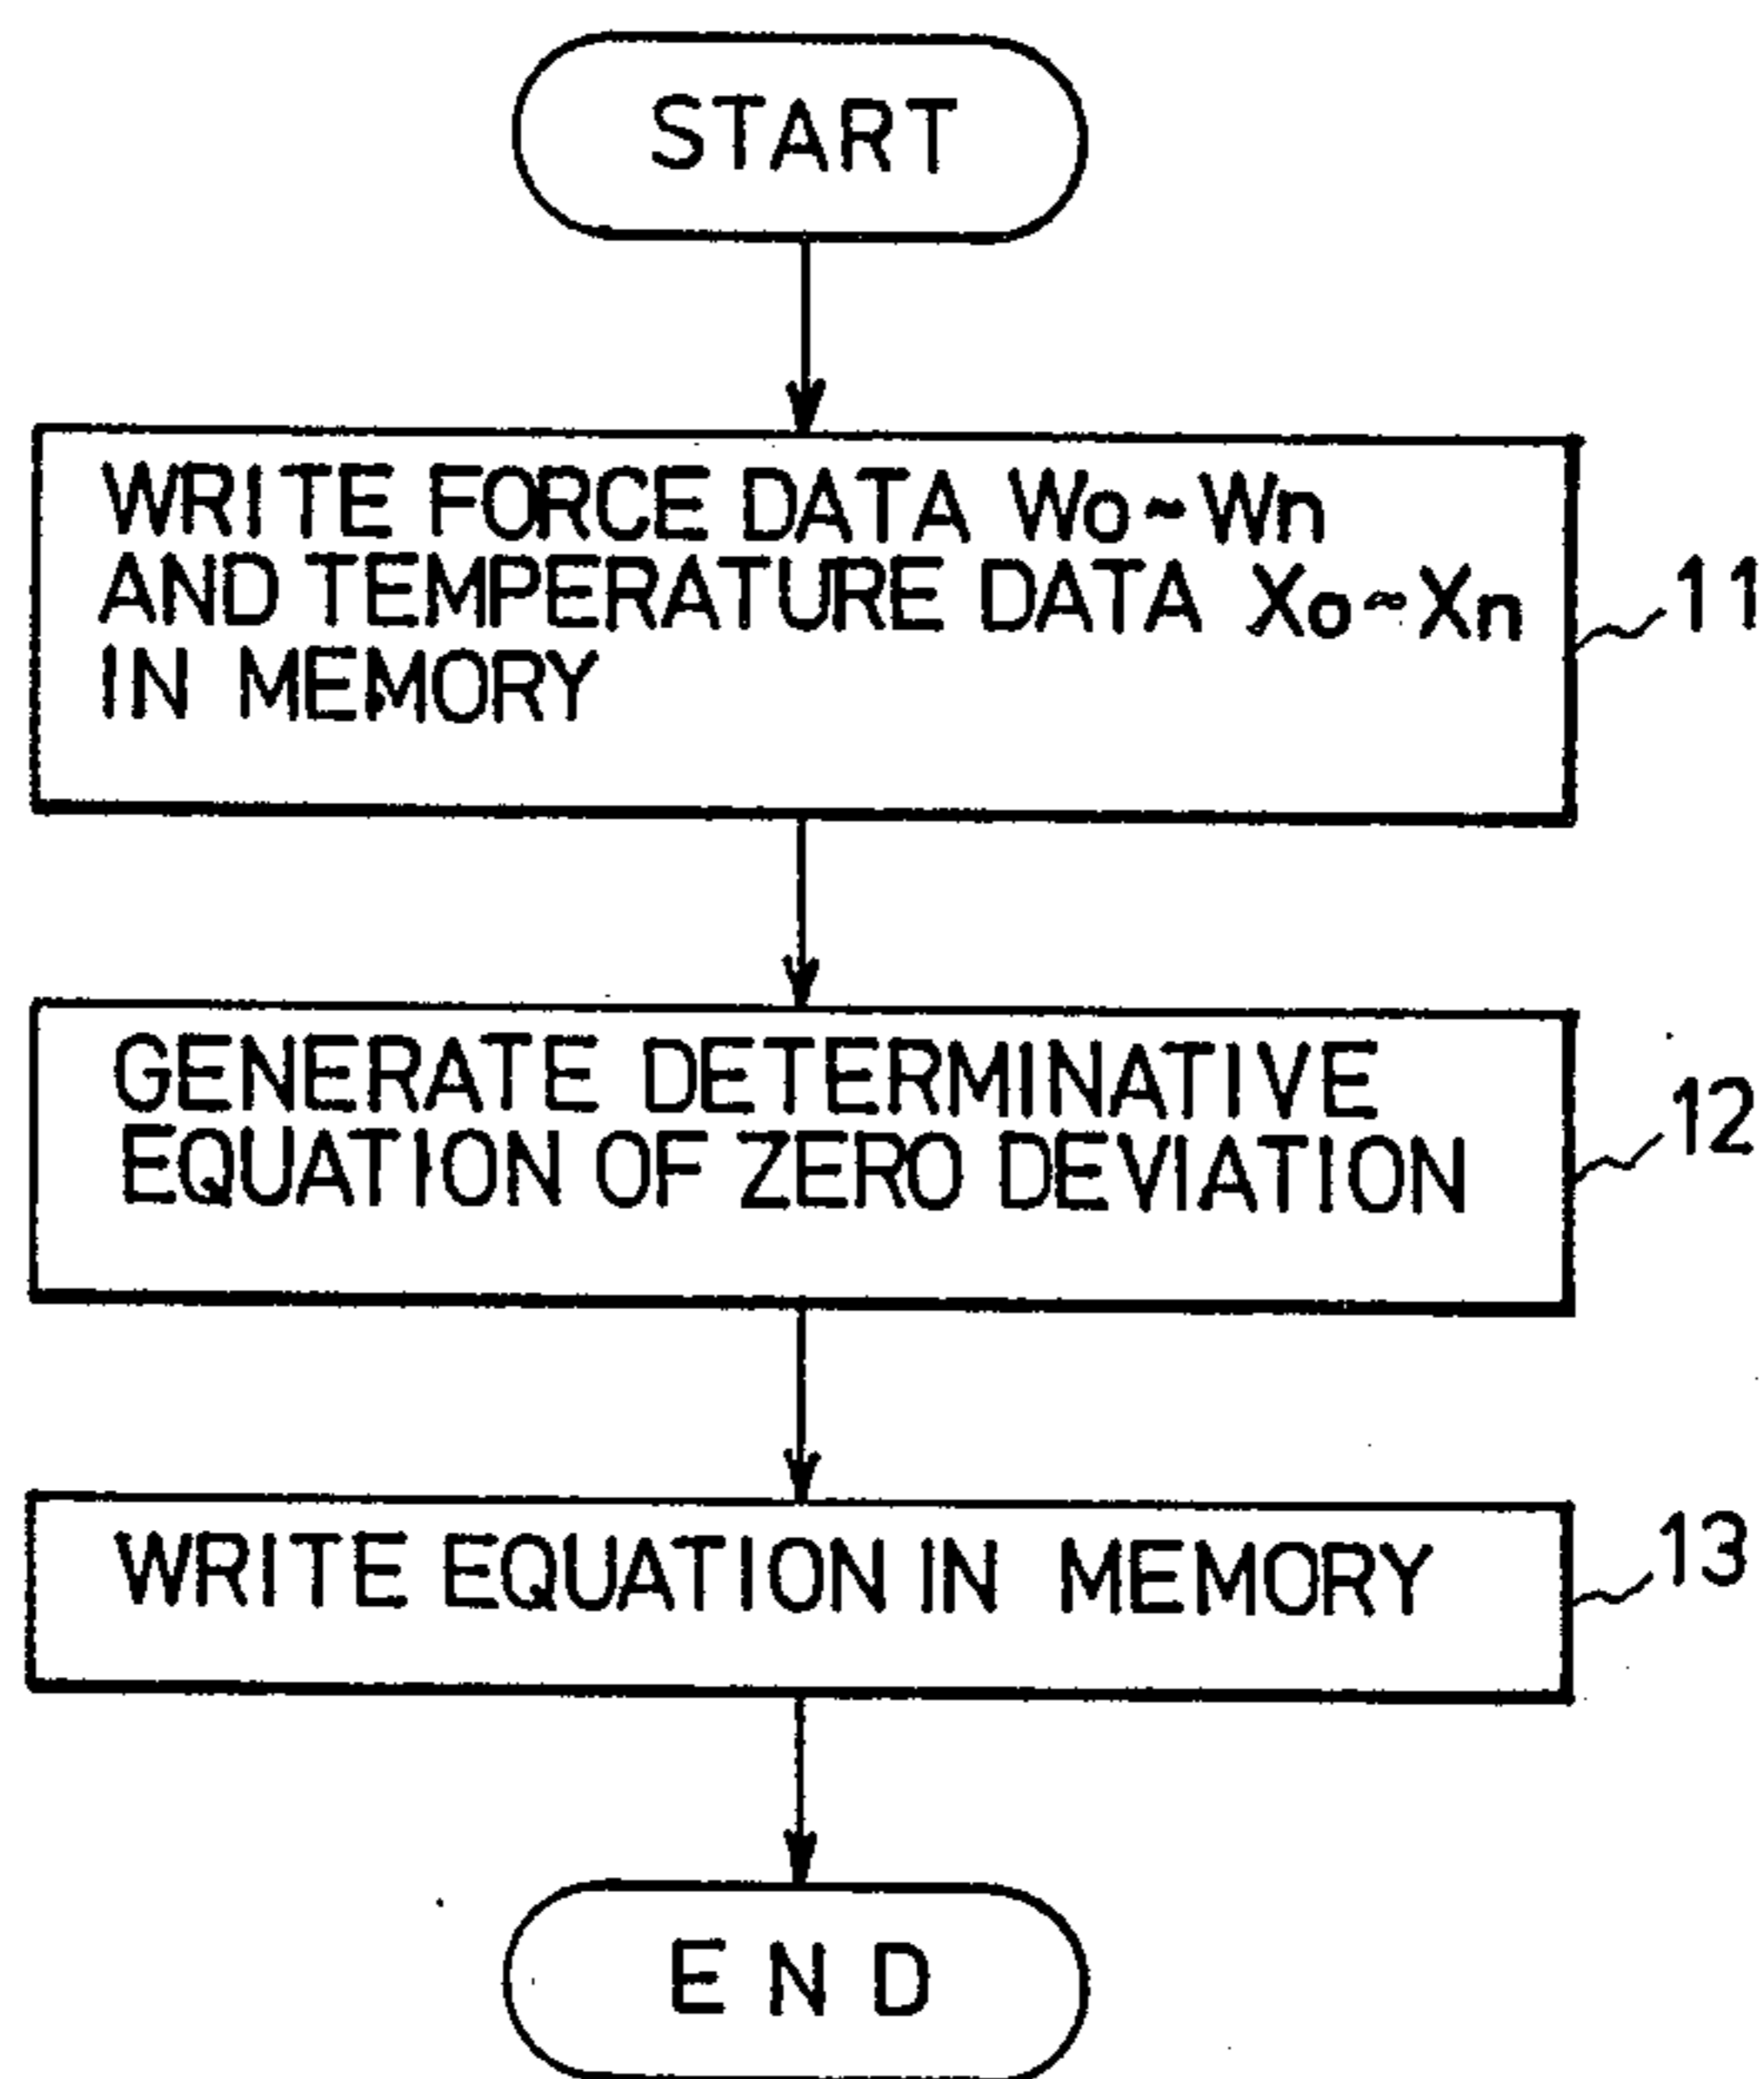 START
WRITE FORCE DATA Wo~Wn
AND TEMPERATURE DATA Xo~Xn
IN MEMORY
11
GENERATE DETERMINATIVE
EQUATION OF ZERO DEVIATION
12
WRITE EQUATION IN MEMORY
13
END